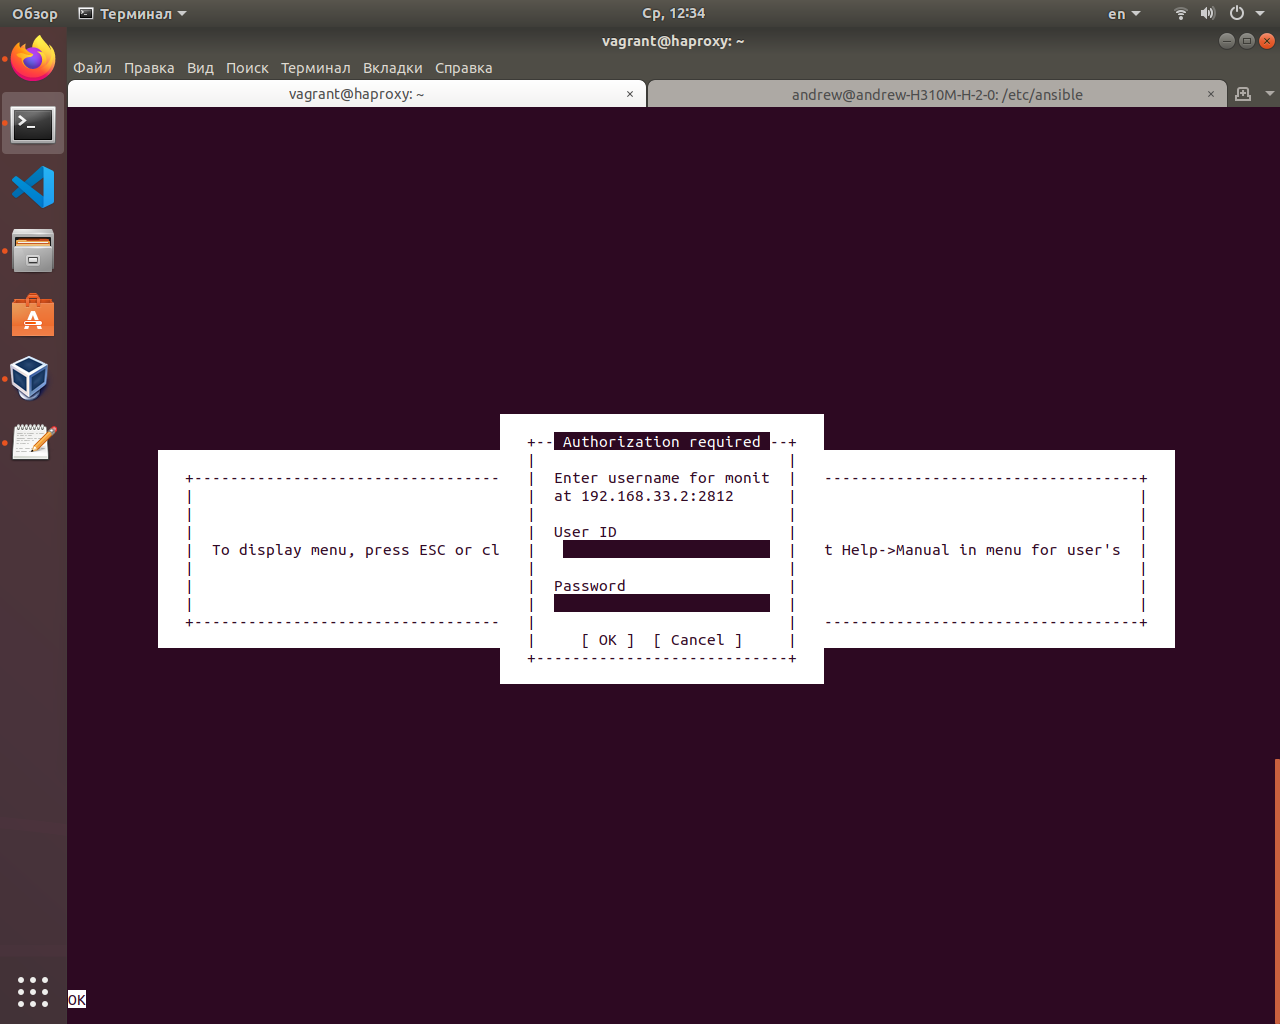 Обзор Терминал Ср, 12:34 en
vagrant@haproxy: ~
Файл Правка Вид Поиск Терминал Вкладки Справка
vagrant@haproxy: ~ × andrew@andrew-H310M-H-2-0: /etc/ansible ×
Authorization required
Enter username for monit
at 192.168.33.2:2812
User ID
To display menu, press ESC or cl
t Help->Manual in menu for user's
Password
[ OK ] [ Cancel ]
OK